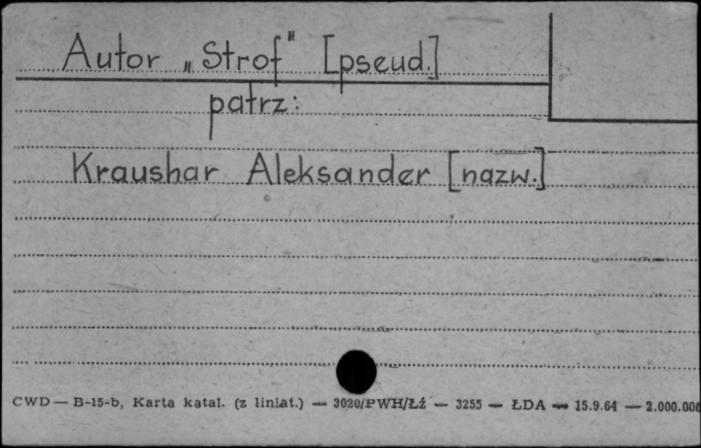 Autor „Strof" [pseud.]
patrz:
Kraushar Aleksander [nazw.]
CWD — B-15-b, Karta katal. (z liniat.) — 3020/PWH/Łź — 3255 — ŁDA — 15.9.64 — 2.000.000